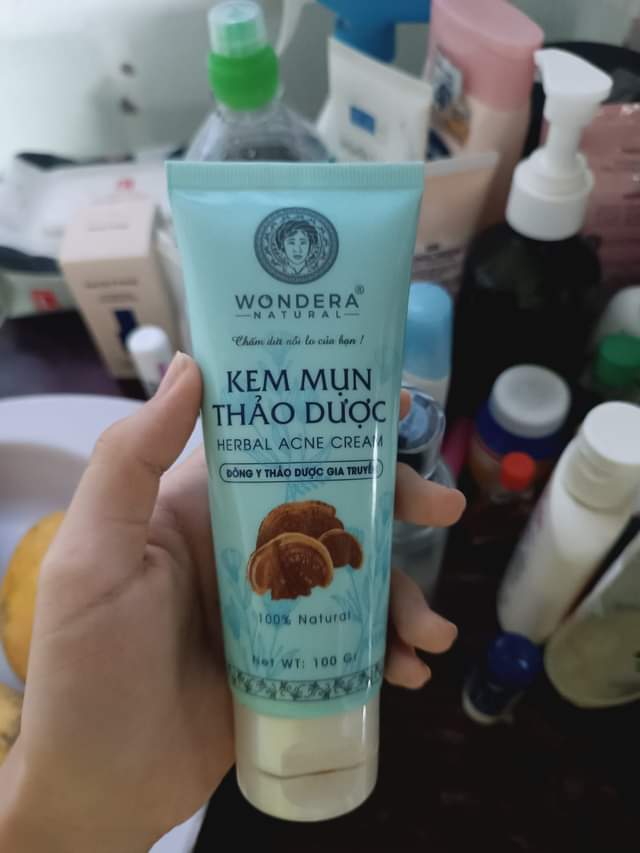 WONDERA®
NATURAL
Chấm dứt nỗi lo của bạn !
KEM MỤN
THẢO DƯỢC
HERBAL ACNE CREAM
ĐÔNG Y THẢO DƯỢC GIA TRUYỀN
100% Natural
Net WT: 100 Gr